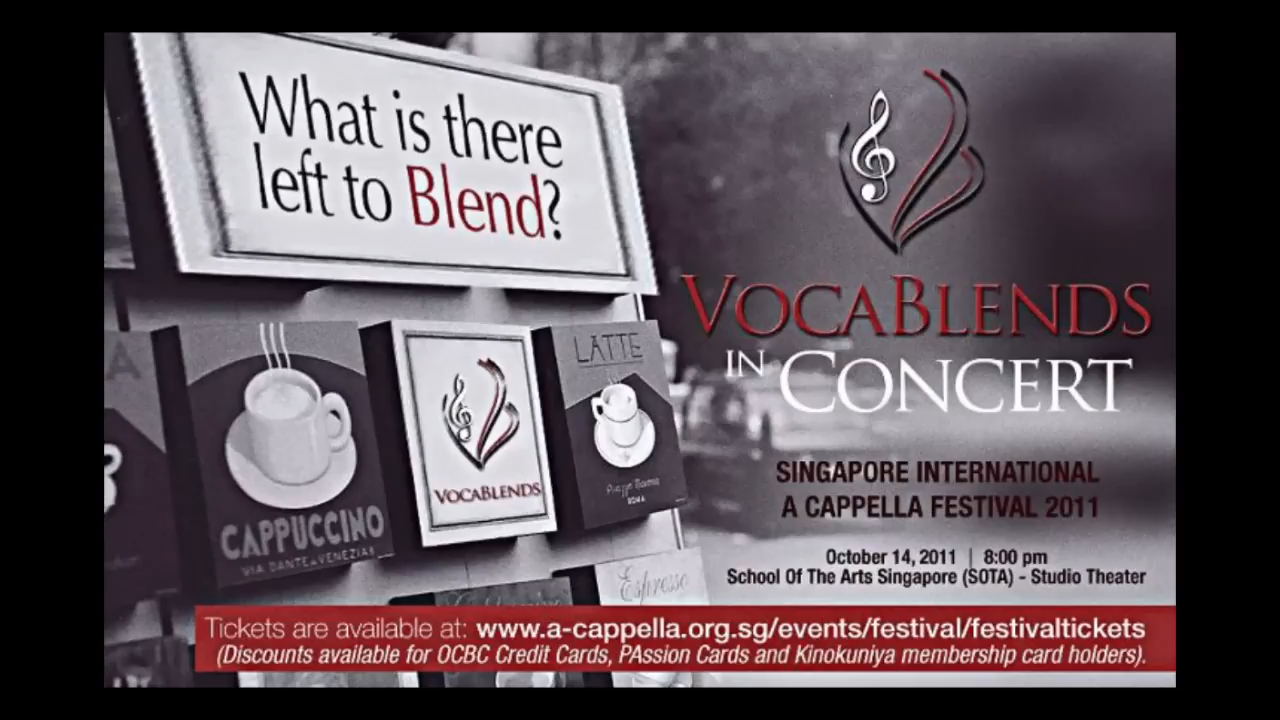 What is there
left to Blend?
VOCABLENDS
IN CONCERT
SINGAPORE INTERNATIONAL
A CAPPELLA FESTIVAL 2011
October 14, 2011 | 8:00 pm
School Of The Arts Singapore (SOTA) - Studio Theater
CAPPUCCINO
VIA DANTE VENEZIA
VOCABLENDS
LATTE
ROMA
Espresso
Tickets are available at: www.a-cappella.org.sg/events/festival/festivaltickets
(Discounts available for OCBC Credit Cards, PAssion Cards and Kinokuniya membership card holders).